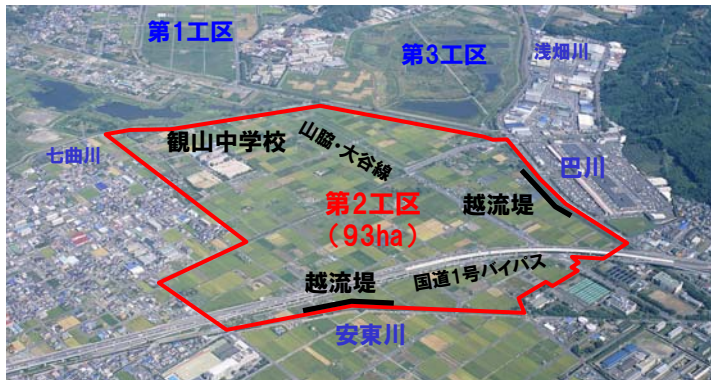 第1工区
第3工区
浅畑川
七曲川
観山中学校
山脇・大谷線
巴川
第2工区
(93ha)
越流堤
越流堤
国道1号バイパス
安東川